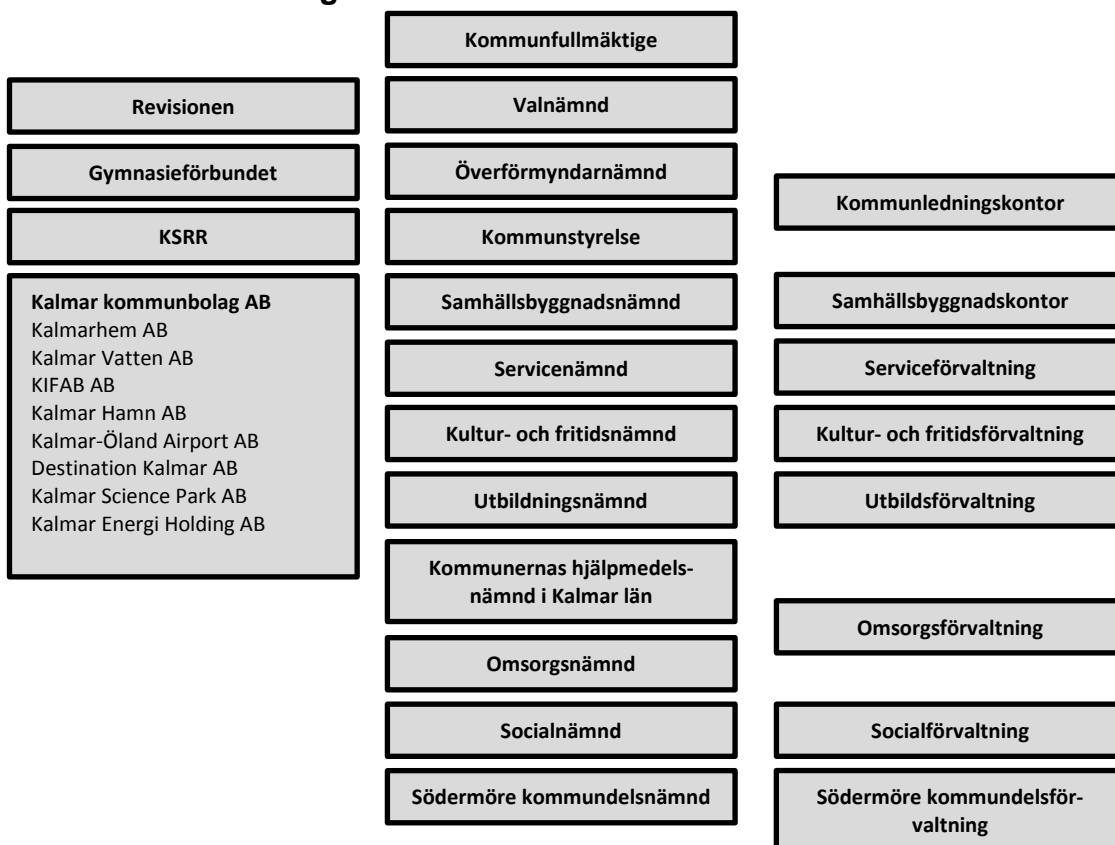 Kommunfullmäktige
Revisionen
Valnämnd
Gymnasieförbundet
Överförmyndarnämnd
Kommunledningskontor
KSRR
Kommunstyrelse
Kalmar kommunbolag AB
Kalmarhem AB
Kalmar Vatten AB
KIFAB AB
Kalmar Hamn AB
Kalmar-Öland Airport AB
Destination Kalmar AB
Kalmar Science Park AB
Kalmar Energi Holding AB
Samhällsbyggnadsnämnd
Samhällsbyggnadskontor
Servicenämnd
Serviceförvaltning
Kultur- och fritidsnämnd
Kultur- och fritidsförvaltning
Utbildningsnämnd
Utbildsförvaltning
Kommunernas hjälpmedels-
nämnd i Kalmar län
Omsorgsförvaltning
Omsorgsnämnd
Socialnämnd
Socialförvaltning
Södermöre kommundelsnämnd
Södermöre kommundelsför-
valtning